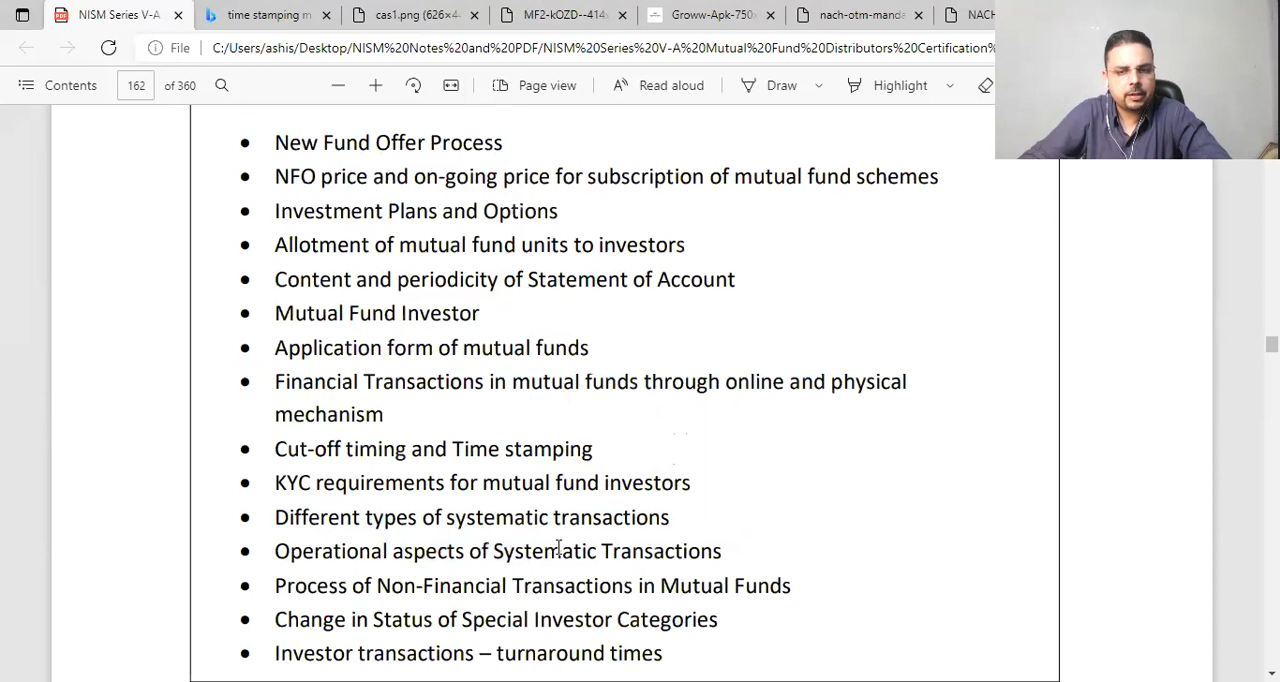 NISM Series V-A
time stamping m
cas1.png (626×4
MF2-kOZD--414
Groww-Apk-750
nach-otm-mand
NACH
File
C:/Users/ashis/Desktop/NISM%20Notes%20and%20PDF/NISM%20Series%20V-A%20Mutual%20Fund%20Distributors%20Certification%
Contents
162 of 360
Page view
Read aloud
Draw
Highlight
• New Fund Offer Process
• NFO price and on-going price for subscription of mutual fund schemes
• Investment Plans and Options
• Allotment of mutual fund units to investors
• Content and periodicity of Statement of Account
• Mutual Fund Investor
• Application form of mutual funds
• Financial Transactions in mutual funds through online and physical
mechanism
• Cut-off timing and Time stamping
• KYC requirements for mutual fund investors
• Different types of systematic transactions
• Operational aspects of Systematic Transactions
• Process of Non-Financial Transactions in Mutual Funds
• Change in Status of Special Investor Categories
• Investor transactions – turnaround times